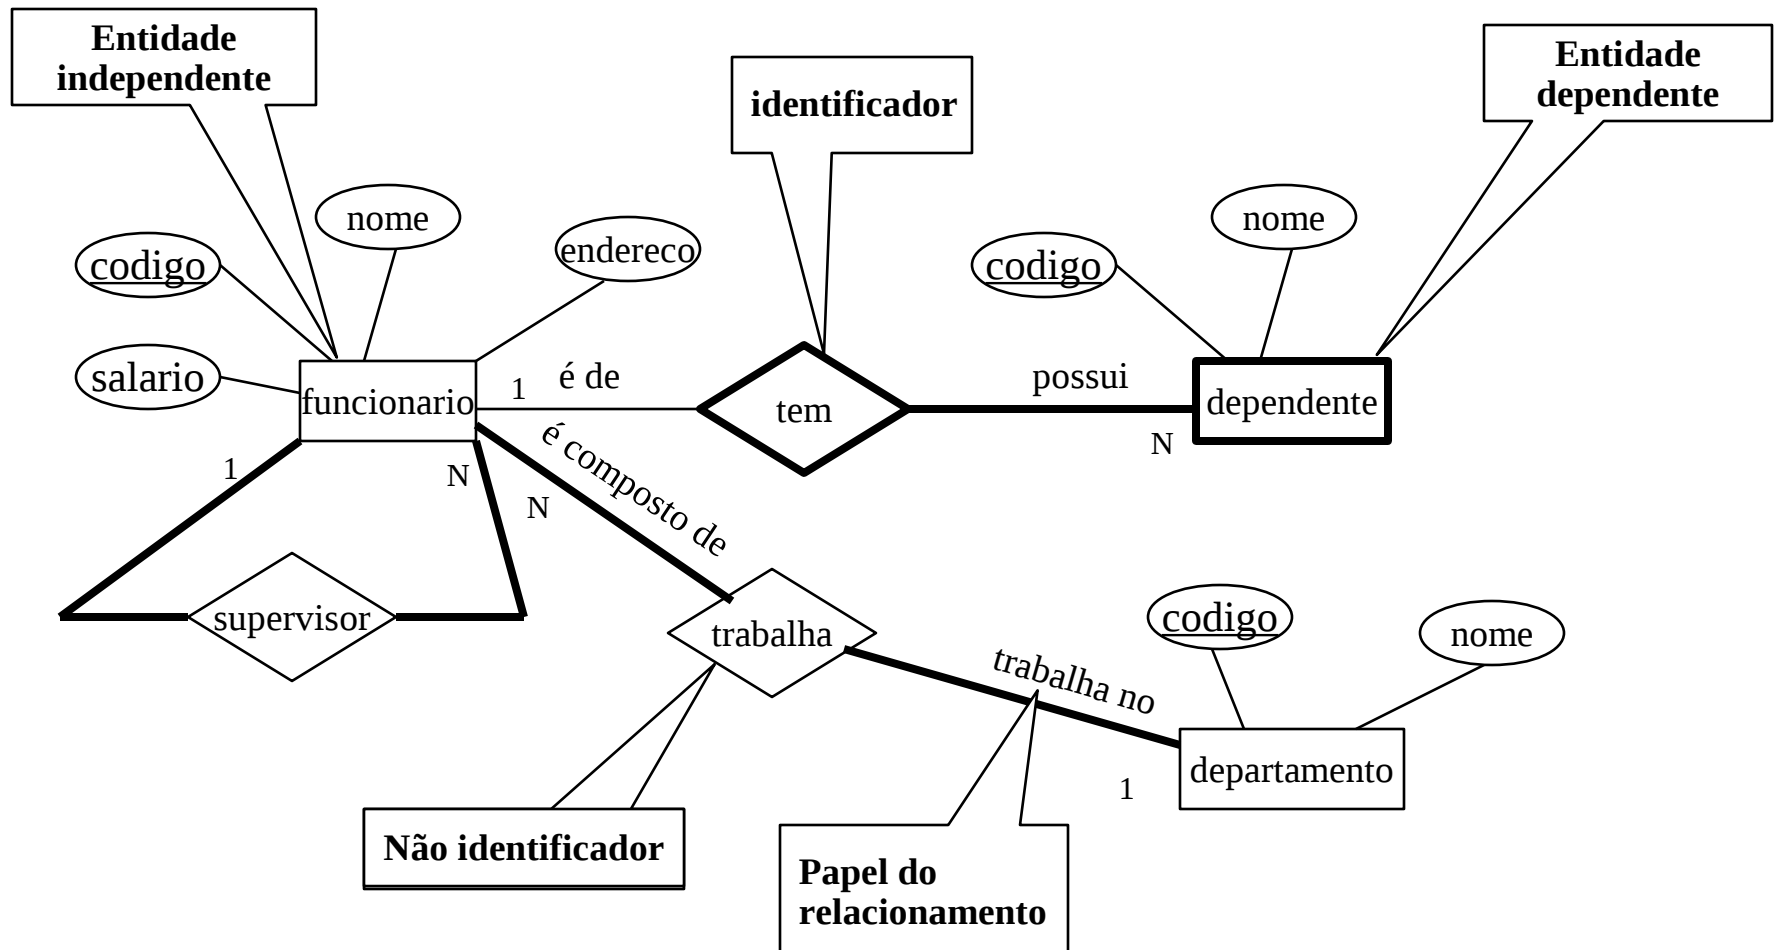 Entidade
independente
identificador
Entidade
dependente
nome
codigo
endereco
salario
nome
codigo
funcionario
1
é de
tem
possui
N
dependente
1
N
N
é composto de
supervisor
trabalha
trabalha no
codigo
nome
1
departamento
Não identificador
Papel do
relacionamento